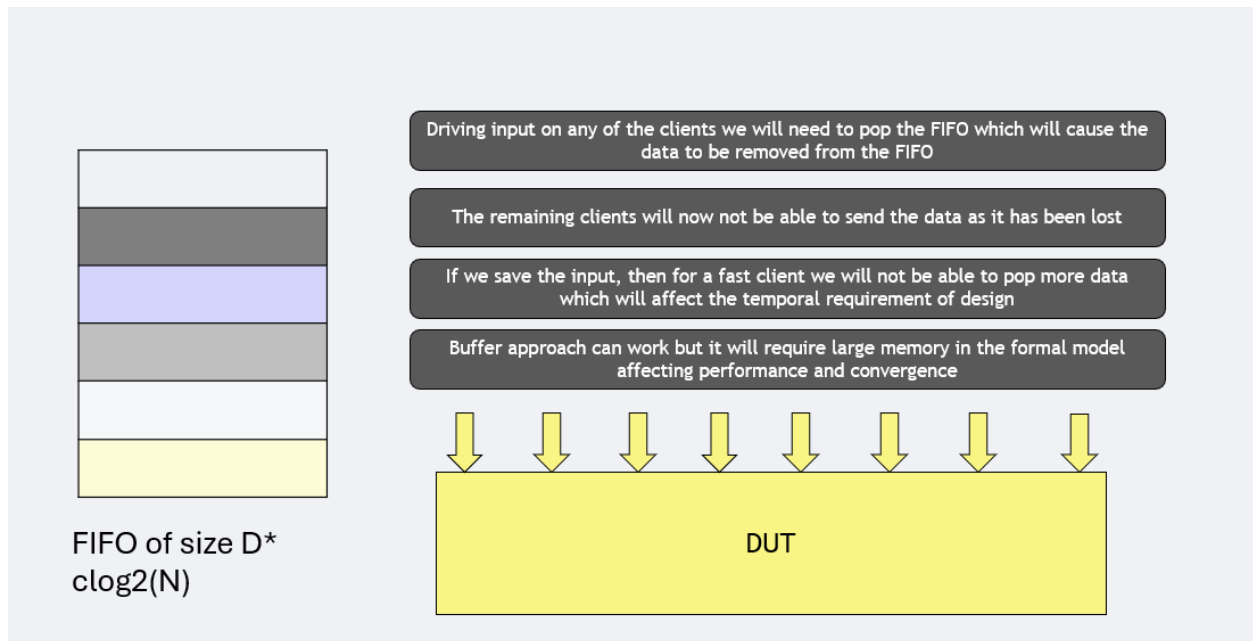 Driving input on any of the clients we will need to pop the FIFO which will cause the
data to be removed from the FIFO
The remaining clients will now not be able to send the data as it has been lost
If we save the input, then for a fast client we will not be able to pop more data
which will affect the temporal requirement of design
Buffer approach can work but it will require large memory in the formal model
affecting performance and convergence
DUT
FIFO of size D*
clog2(N)